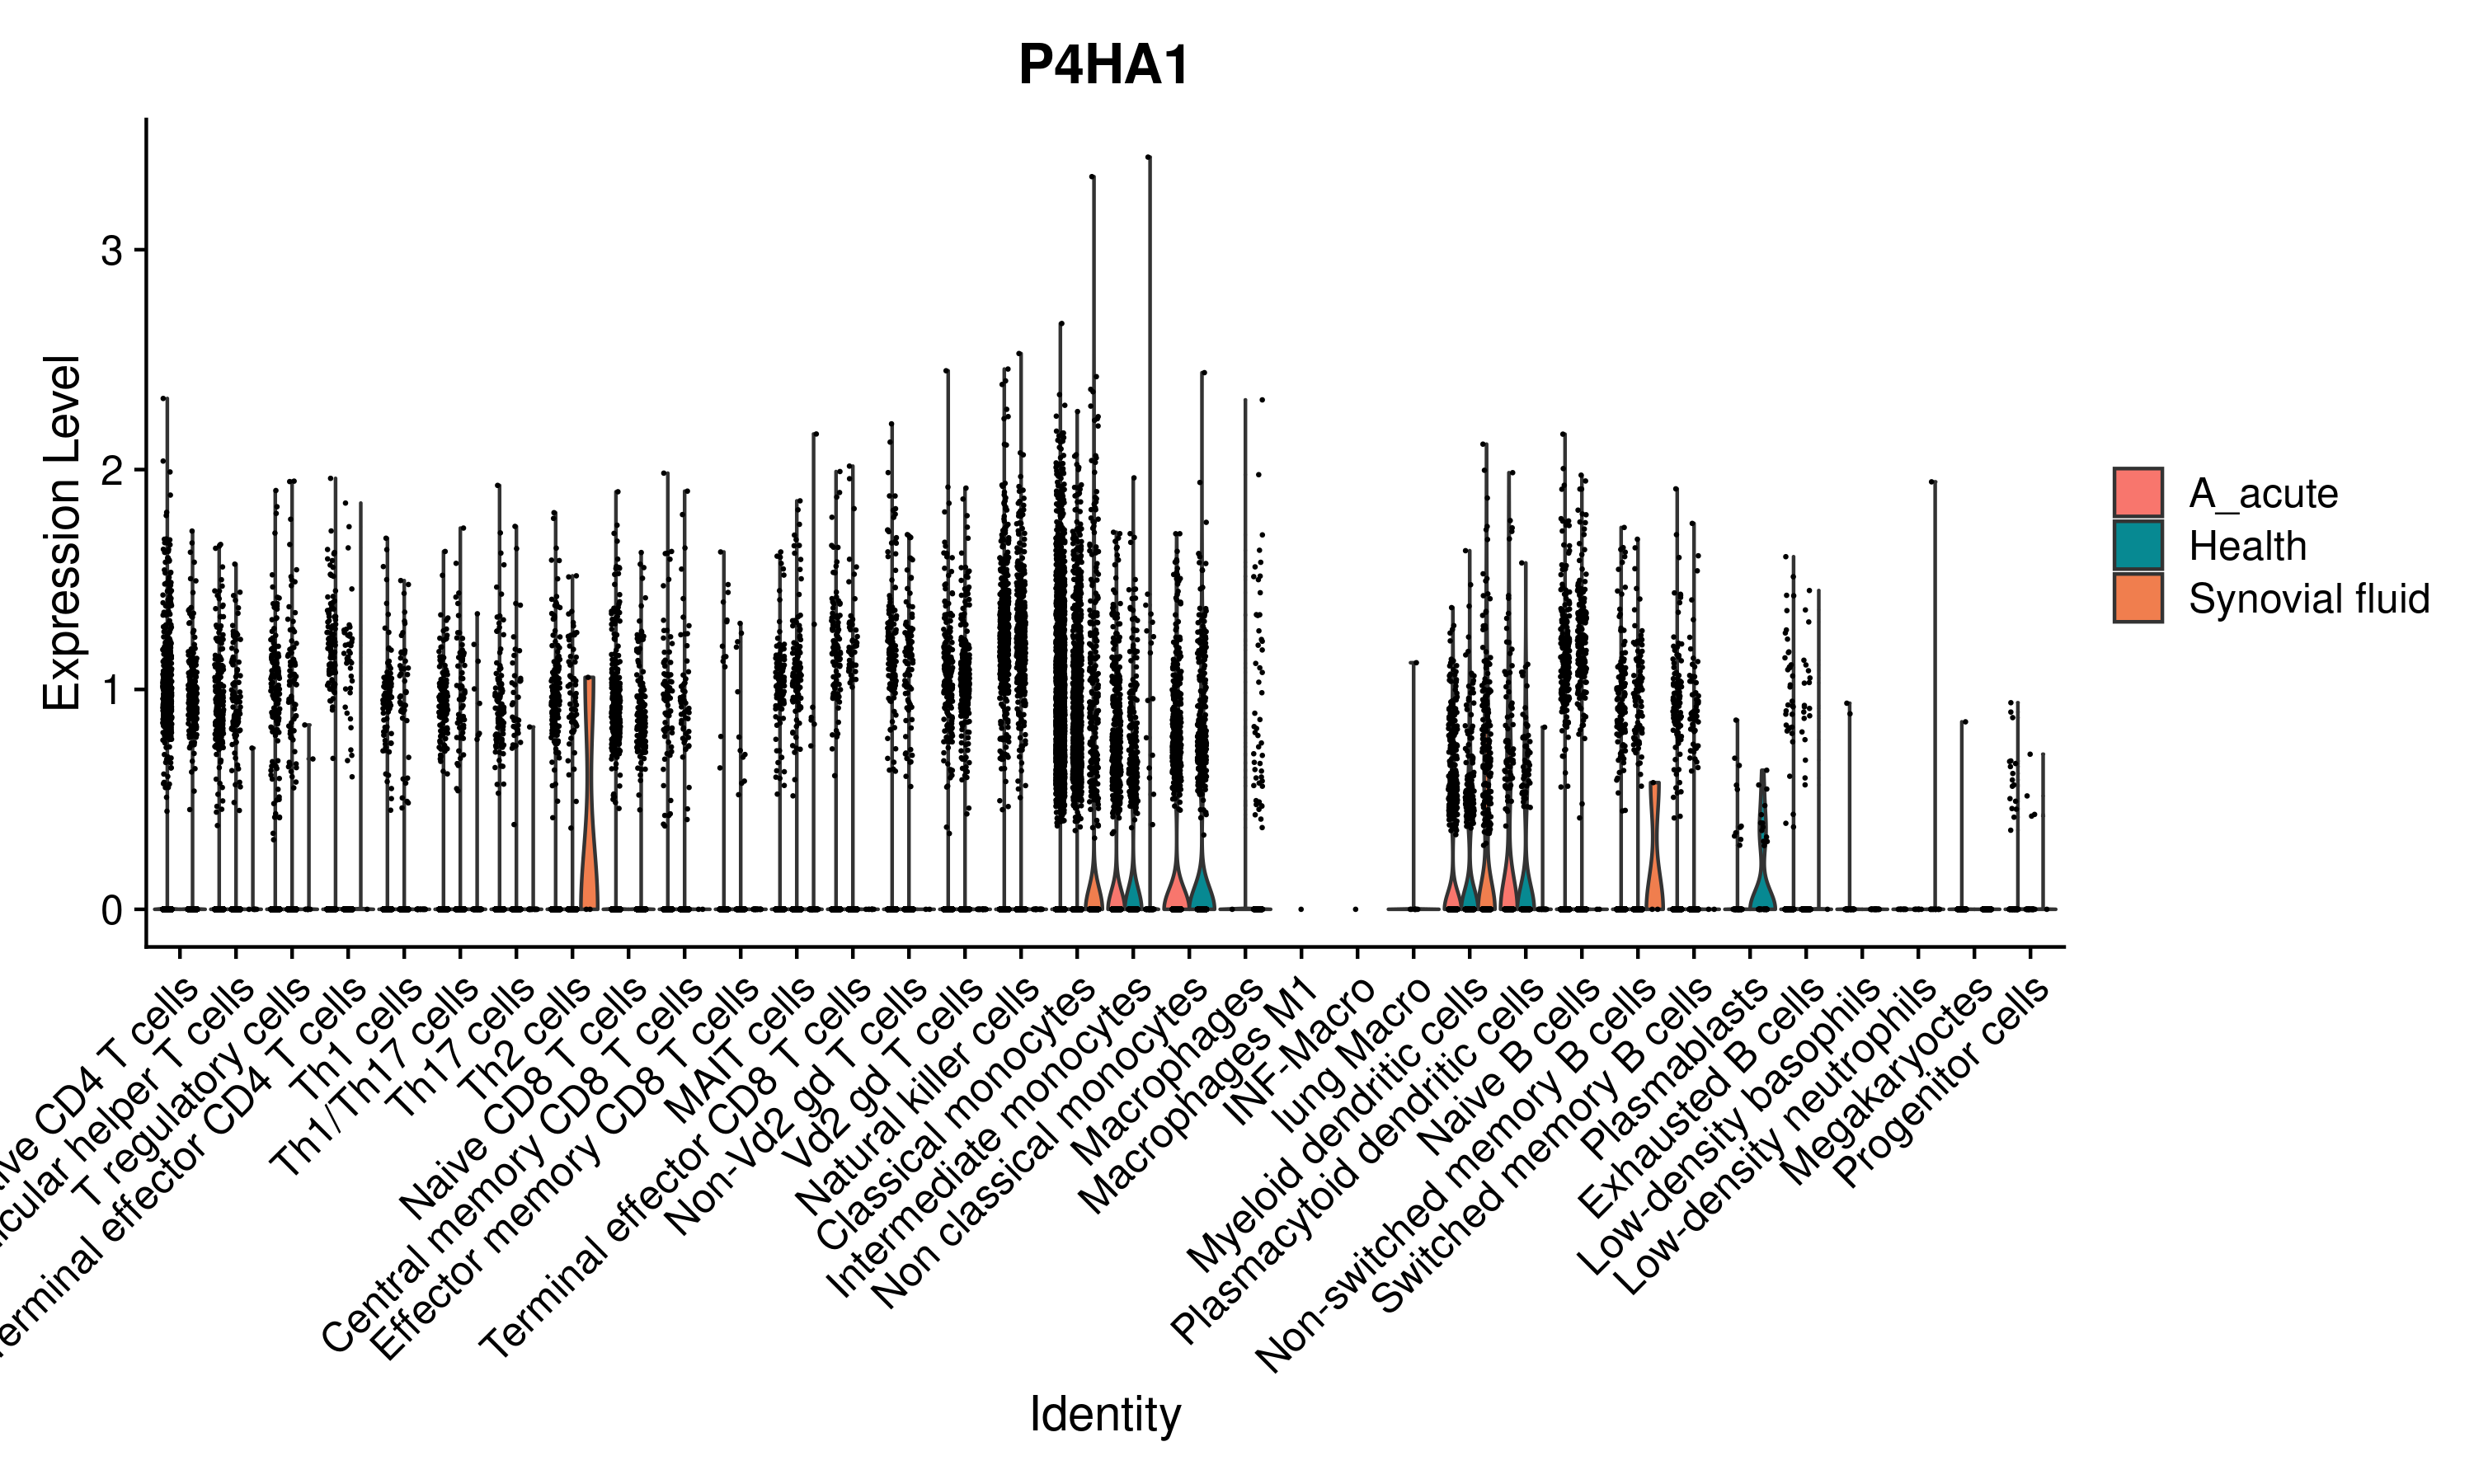 P4HA1
Expression Level
3
2
1
0
CD4 T cells
helper T cells
T regulatory cells
effector CD4 T cells
Th1 cells
Th1/Th17 cells
Th17 cells
Th2 cells
Naive CD8 T cells
Central memory CD8 T cells
Effector memory CD8 T cells
MAIT cells
Terminal effector CD8 T cells
Non-Vd2 gd T cells
Vd2 gd T cells
Natural killer cells
Classical monocytes
Intermediate monocytes
Non classical monocytes
Macrophages
Macrophages M1
INF-Macro
lung Macro
Myeloid dendritic cells
Plasmacytoid dendritic cells
Naive B cells
Non-switched memory B cells
Switched memory B cells
Plasmablasts
Exhausted B cells
Low-density basophils
Low-density neutrophils
Megakaryocytes
Progenitor cells
Identity
A_acute
Health
Synovial fluid